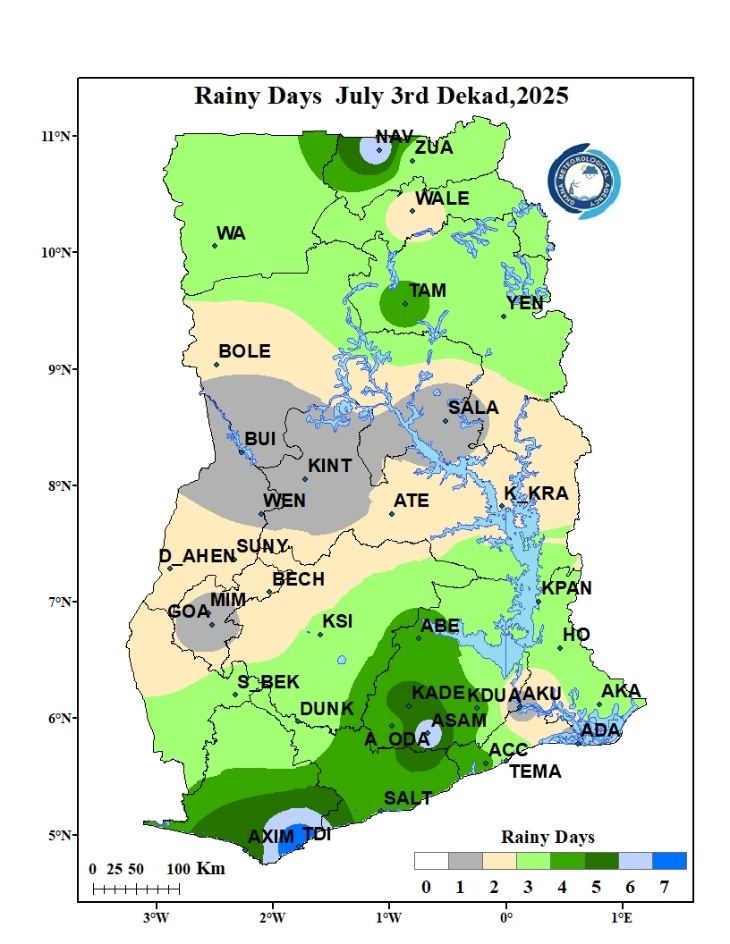 Rainy Days July 3rd Dekad,2025
11°N
NAV
ZUA
GHANA METEOROLOGICAL AGENCY
WALE
WA
10°N
TAM
YEN
BOLE
9°N
SALA
BUI
KINT
8°N
WEN
ATE
K_KRA
SUNY
D_AHEN
BECH
KPAN
7°N
MIM
GOA
KSI
ABE
HO
S_BEK
KADE
KDUA
AKU
AKA
DUNK
6°N
ASAM
A_ODA
ADA
ACC
TEMA
SALT
5°N
AXIM
TDI
Rainy Days
0 25 50 100 Km
0 1 2 3 4 5 6 7
3°W 2°W 1°W 0° 1°E